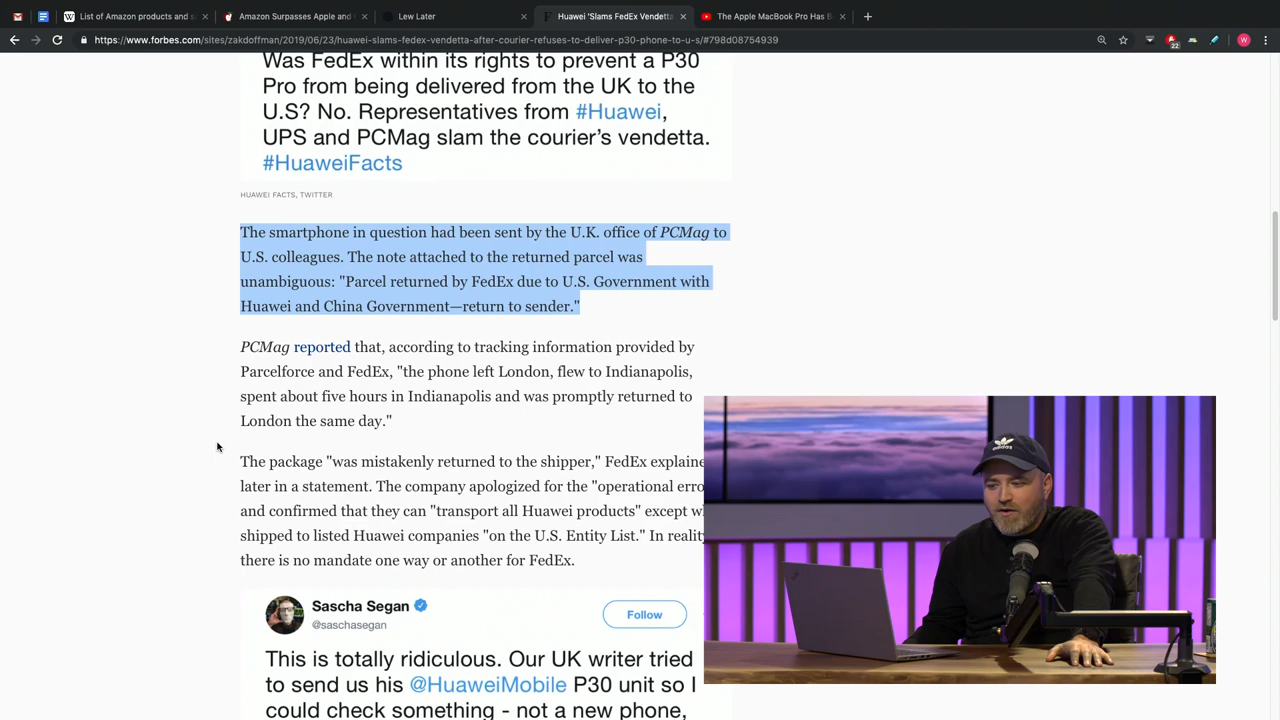 List of Amazon products and s
Amazon Surpasses Apple and
Lew Later
Huawei 'Slams FedEx Vendetta
The Apple MacBook Pro Has B
https://www.forbes.com/sites/zakdoffman/2019/06/23/huawei-slams-fedex-vendetta-after-courier-refuses-to-deliver-p30-phone-to-u-s/#798d08754939
22
W
Was FedEx within its rights to prevent a P30
Pro from being delivered from the UK to the
U.S? No. Representatives from #Huawei,
UPS and PCMag slam the courier's vendetta.
#HuaweiFacts
HUAWEI FACTS, TWITTER
The smartphone in question had been sent by the U.K. office of PCMag to
U.S. colleagues. The note attached to the returned parcel was
unambiguous: "Parcel returned by FedEx due to U.S. Government with
Huawei and China Government—return to sender."
PCMag reported that, according to tracking information provided by
Parcelforce and FedEx, "the phone left London, flew to Indianapolis,
spent about five hours in Indianapolis and was promptly returned to
London the same day."
The package "was mistakenly returned to the shipper," FedEx explaine
later in a statement. The company apologized for the "operational erro
and confirmed that they can "transport all Huawei products" except w
shipped to listed Huawei companies "on the U.S. Entity List." In reality
there is no mandate one way or another for FedEx.
Sascha Segan
@saschasegan
Follow
This is totally ridiculous. Our UK writer tried
to send us his @HuaweiMobile P30 unit so I
could check something - not a new phone,
adidas